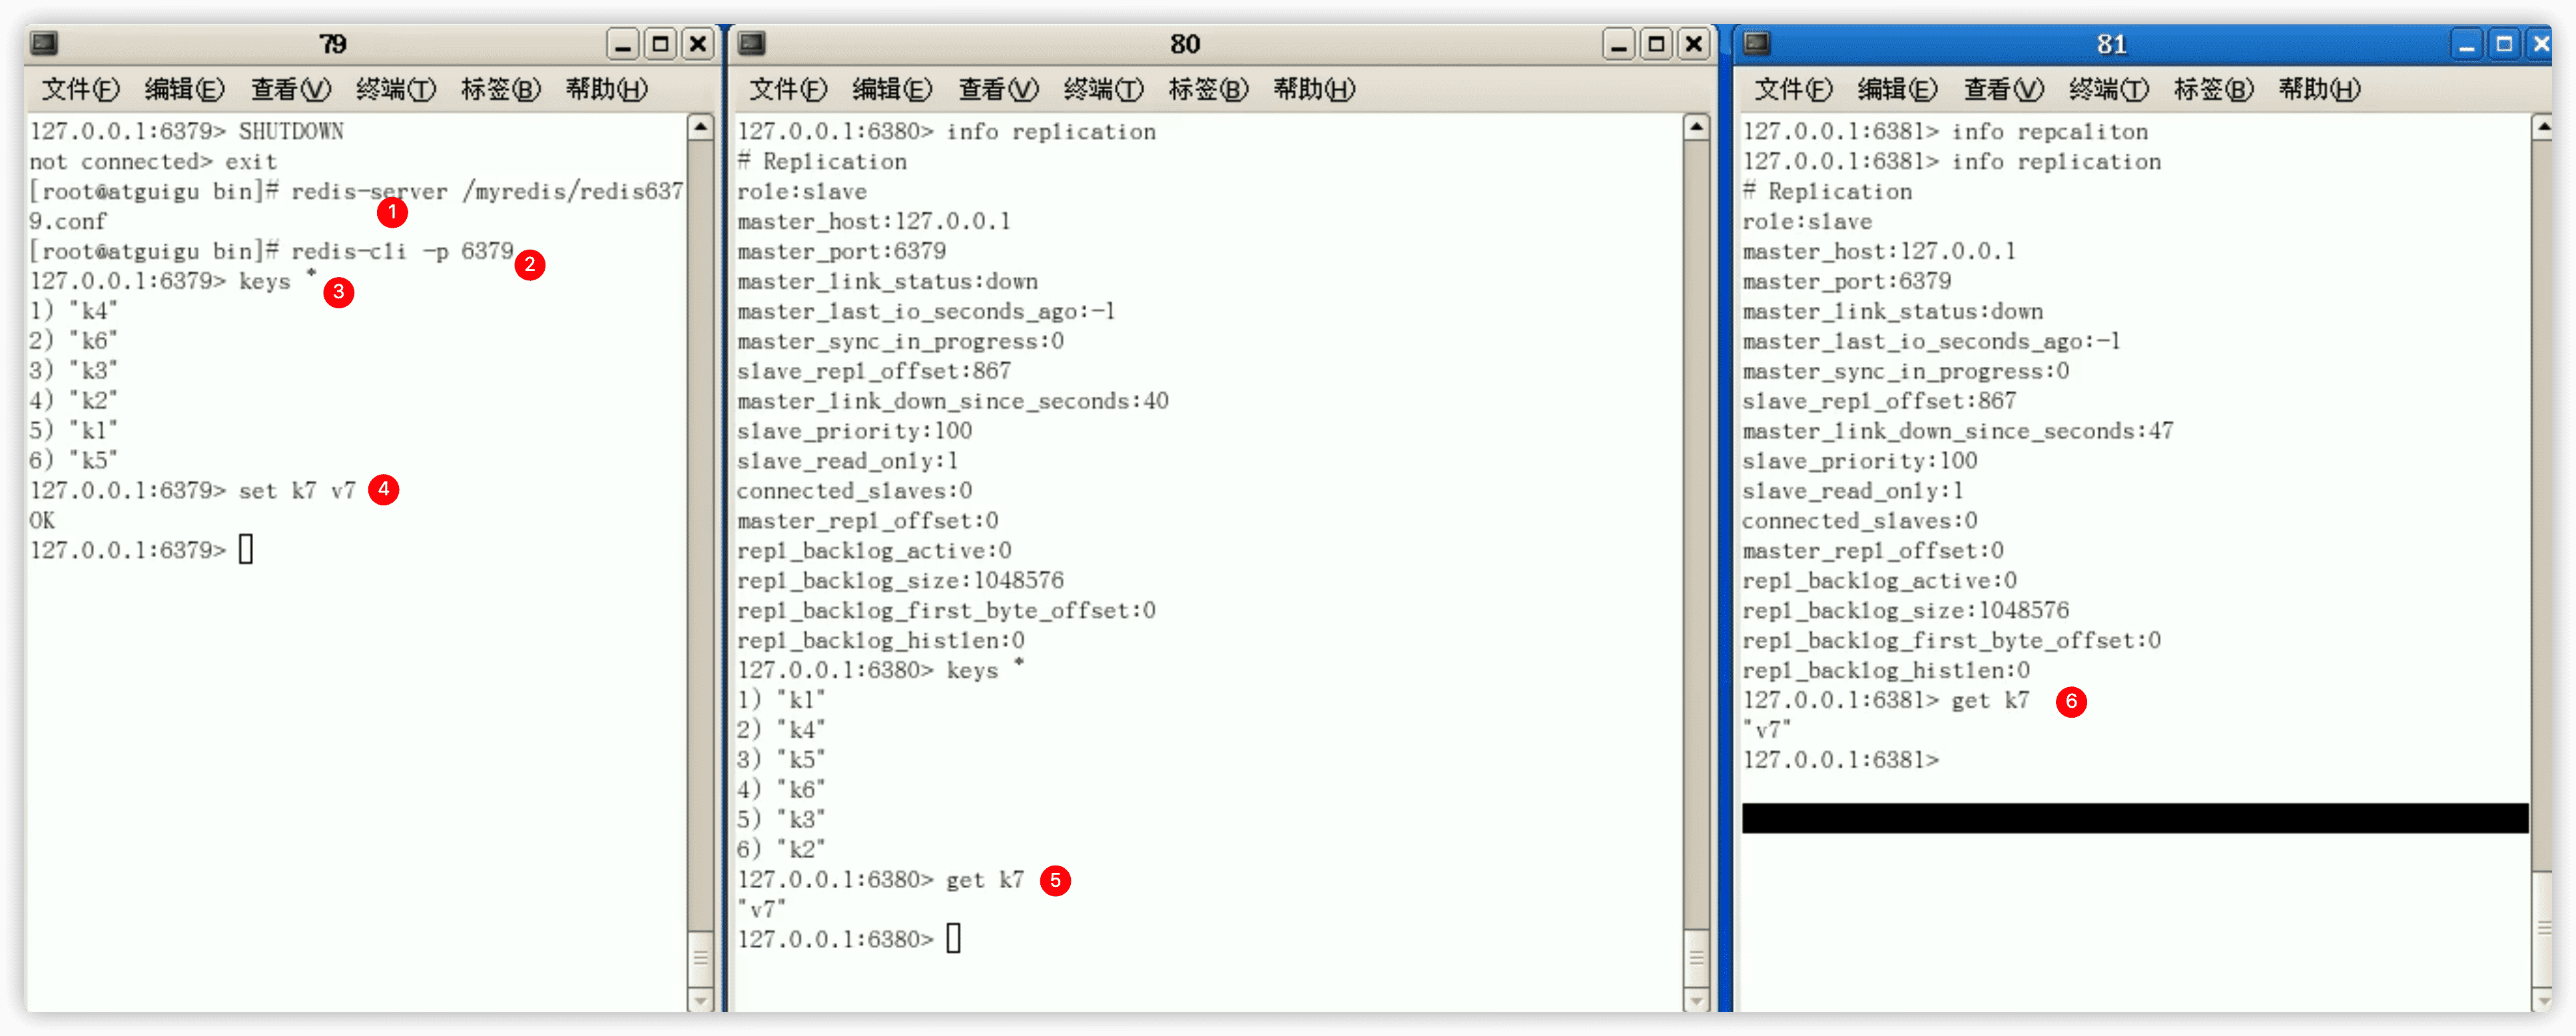 79
文件(F) 编辑(E) 查看(V) 终端(T) 标签(B) 帮助(H)
127.0.0.1:6379> SHUTDOWN
not connected> exit
[root@atguigu bin]# redis-server /myredis/redis637
1
9.conf
[root@atguigu bin]# redis-cli -p 6379
2
127.0.0.1:6379> keys *
3
1) "k4"
2) "k6"
3) "k3"
4) "k2"
5) "k1"
6) "k5"
127.0.0.1:6379> set k7 v7 4
OK
127.0.0.1:6379>
80
文件(F) 编辑(E) 查看(V) 终端(T) 标签(B) 帮助(H)
127.0.0.1:6380> info replication
# Replication
role:slave
master_host:127.0.0.1
master_port:6379
master_link_status:down
master_last_io_seconds_ago:-1
master_sync_in_progress:0
slave_repl_offset:867
master_link_down_since_seconds:40
slave_priority:100
slave_read_only:1
connected_slaves:0
master_repl_offset:0
repl_backlog_active:0
repl_backlog_size:1048576
repl_backlog_first_byte_offset:0
repl_backlog_histlen:0
127.0.0.1:6380> keys *
1) "k1"
2) "k4"
3) "k5"
4) "k6"
5) "k3"
6) "k2"
127.0.0.1:6380> get k7 5
"v7"
127.0.0.1:6380>
81
文件(F) 编辑(E) 查看(V) 终端(T) 标签(B) 帮助(H)
127.0.0.1:6381> info repcaliton
127.0.0.1:6381> info replication
# Replication
role:slave
master_host:127.0.0.1
master_port:6379
master_link_status:down
master_last_io_seconds_ago:-1
master_sync_in_progress:0
slave_repl_offset:867
master_link_down_since_seconds:47
slave_priority:100
slave_read_only:1
connected_slaves:0
master_repl_offset:0
repl_backlog_active:0
repl_backlog_size:1048576
repl_backlog_first_byte_offset:0
repl_backlog_histlen:0
127.0.0.1:6381> get k7 6
"v7"
127.0.0.1:6381>